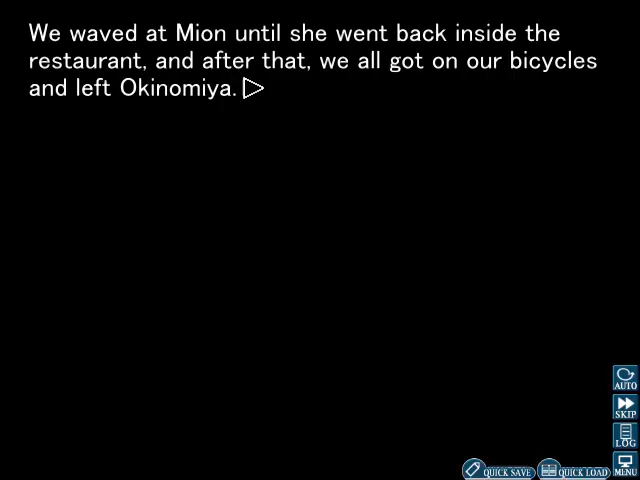 We waved at Mion until she went back inside the
restaurant, and after that, we all got on our bicycles
and left Okinomiya.
AUTO
SKIP
LOG
MENU
QUICK SAVE
QUICK LOAD